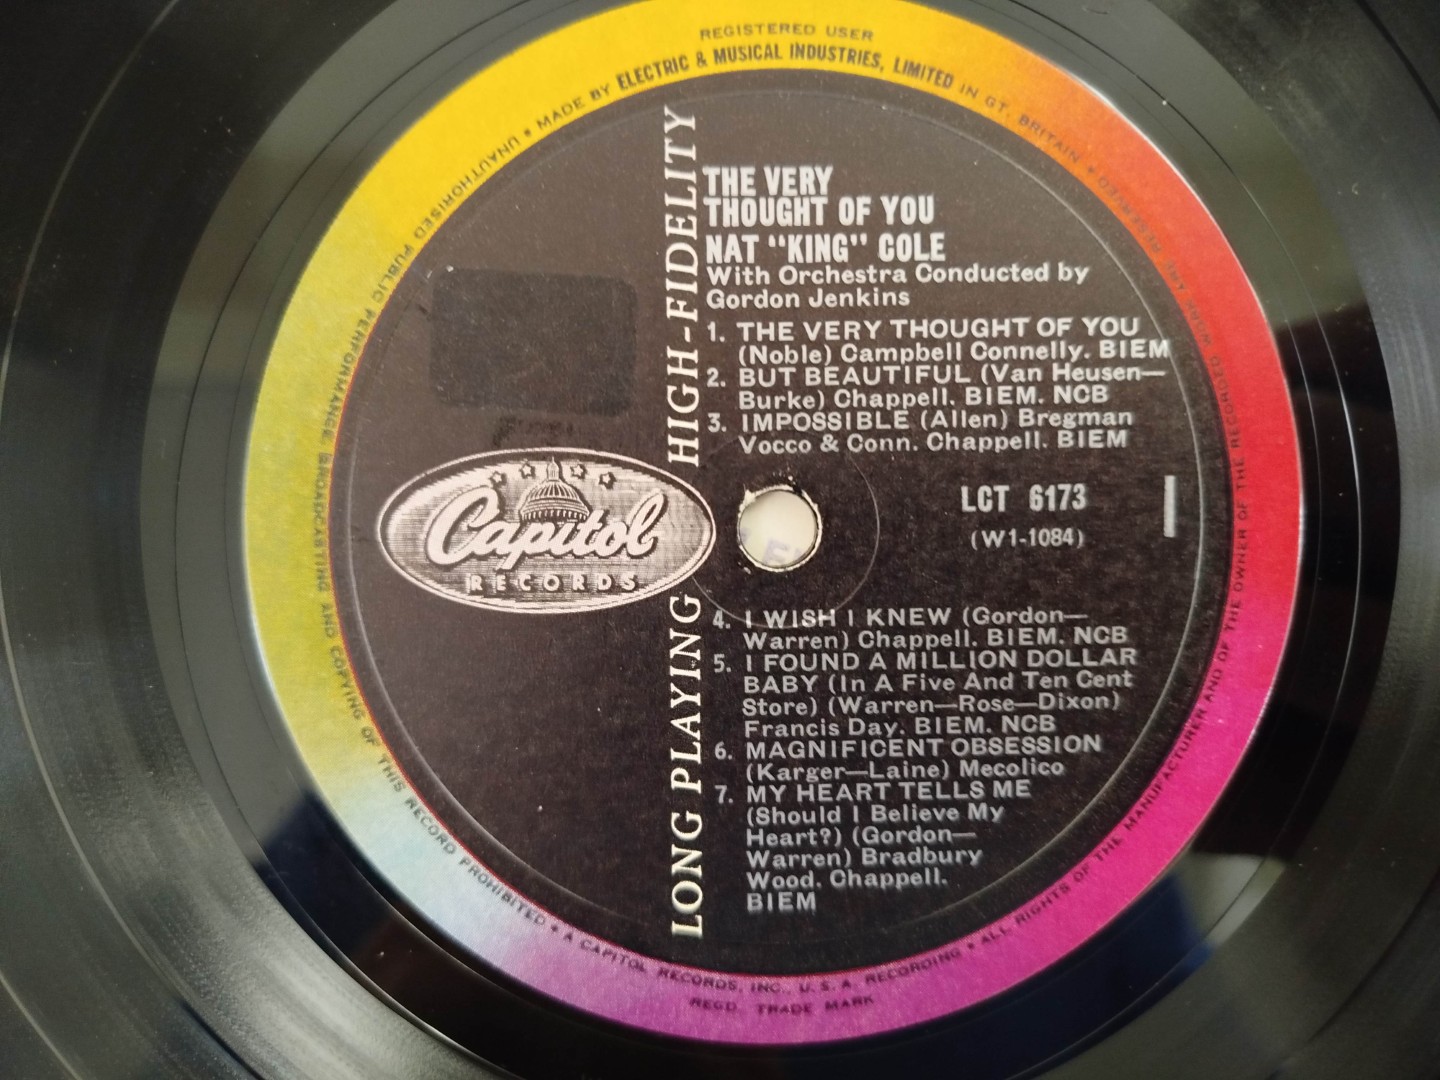 REGISTERED USER
UNAUTHORISED PUBLIC PERFORMANCE, BROADCASTING AND COPYING OF THIS RECORD PROHIBITED • A CAPITOL RECORDS, INC., U.S.A. RECORDING • ALL RIGHTS OF THE MANUFACTURER AND OF THE OWNER OF THE RECORDED WORK ARE RESERVED • MADE BY ELECTRIC & MUSICAL INDUSTRIES, LIMITED IN GT. BRITAIN •
REGD. TRADE MARK
LONG PLAYING HIGH-FIDELITY
THE VERY
THOUGHT OF YOU
NAT "KING" COLE
With Orchestra Conducted by
Gordon Jenkins
1. THE VERY THOUGHT OF YOU
(Noble) Campbell Connelly. BIEM
2. BUT BEAUTIFUL (Van Heusen—
Burke) Chappell. BIEM. NCB
3. IMPOSSIBLE (Allen) Bregman
Vocco & Conn. Chappell. BIEM
Capitol
RECORDS
LCT 6173
1
(W1-1084)
4. I WISH I KNEW (Gordon—
Warren) Chappell. BIEM. NCB
5. I FOUND A MILLION DOLLAR
BABY (In A Five And Ten Cent
Store) (Warren—Rose—Dixon)
Francis Day. BIEM. NCB
6. MAGNIFICENT OBSESSION
(Karger—Laine) Mecolico
7. MY HEART TELLS ME
(Should I Believe My
Heart?) (Gordon—
Warren) Bradbury
Wood. Chappell.
BIEM